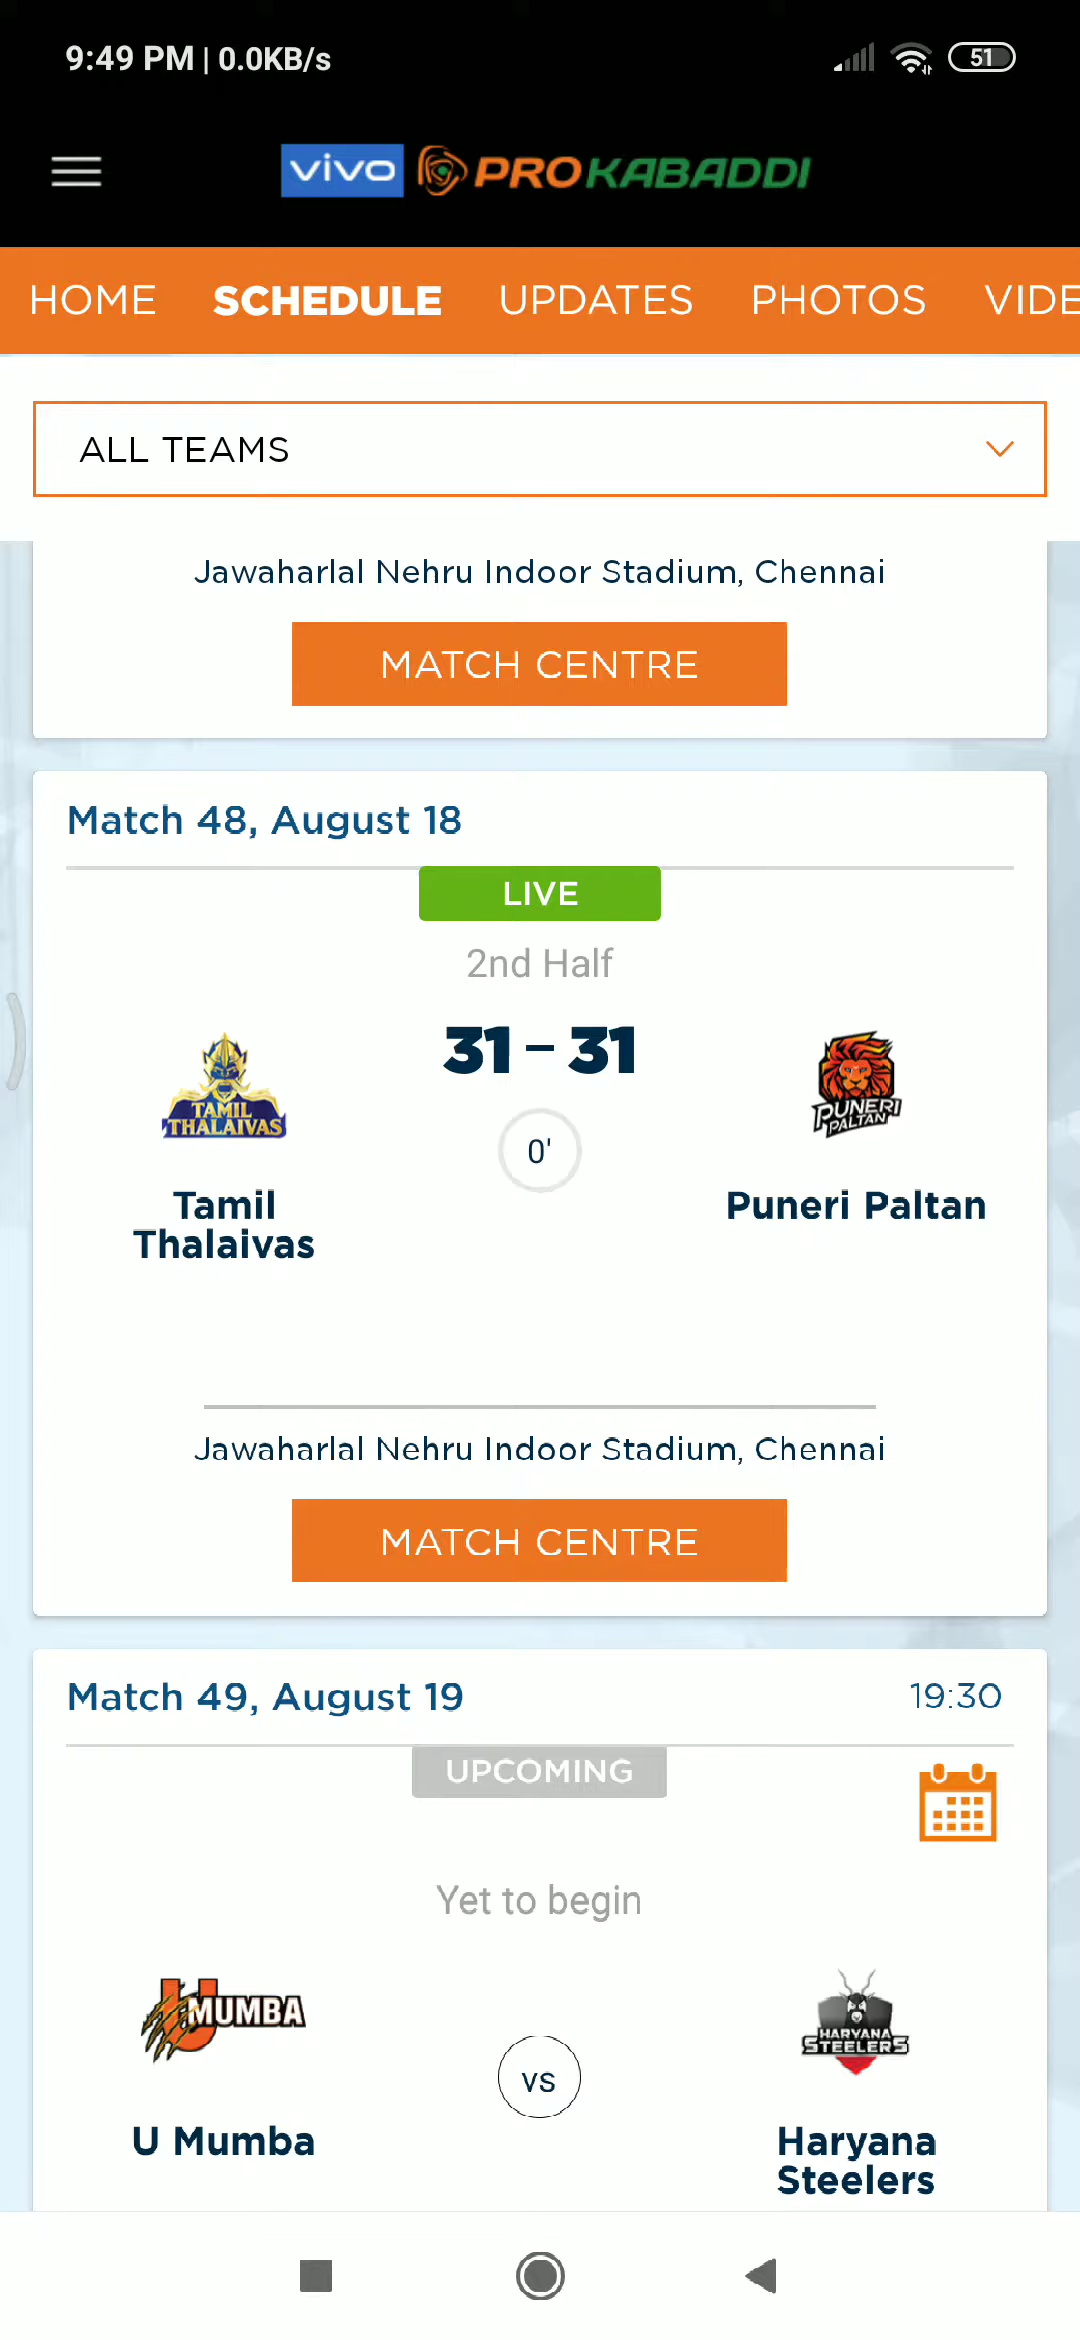 9:49 PM | 0.0KB/s
51
vivo PROKABADDI
HOME SCHEDULE UPDATES PHOTOS VIDE
ALL TEAMS
Jawaharlal Nehru Indoor Stadium, Chennai
MATCH CENTRE
Match 48, August 18
LIVE
2nd Half
31 – 31
TAMIL
THALAIVAS
PUNERI
PALTAN
0'
Tamil
Thalaivas
Puneri Paltan
Jawaharlal Nehru Indoor Stadium, Chennai
MATCH CENTRE
Match 49, August 19
19:30
UPCOMING
Yet to begin
U MUMBA
HARYANA
STEELERS
VS
U Mumba
Haryana
Steelers